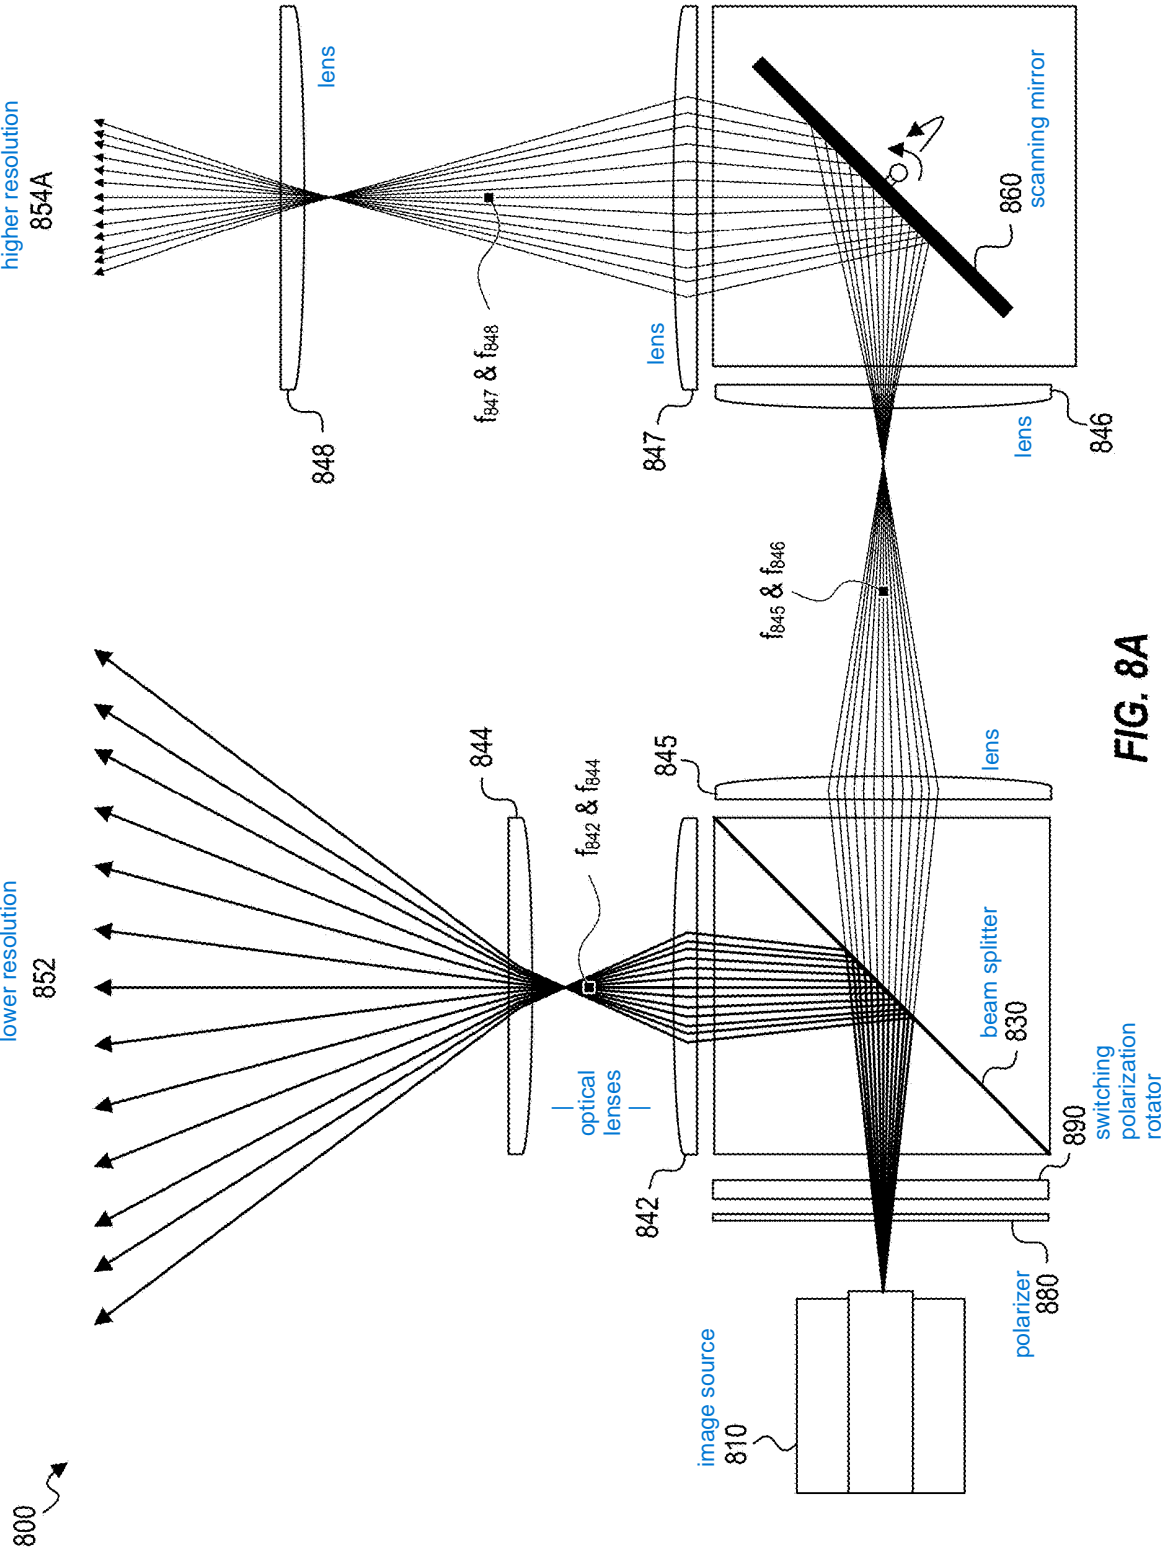 800
lower resolution
852
higher resolution
854A
844
f842 & f844
optical
lenses
842
lens
848
f847 & f848
lens
847
845
lens
f845 & f846
lens
846
scanning mirror
860
beam splitter
830
890
switching
polarization
rotator
polarizer
880
image source
810
FIG. 8A